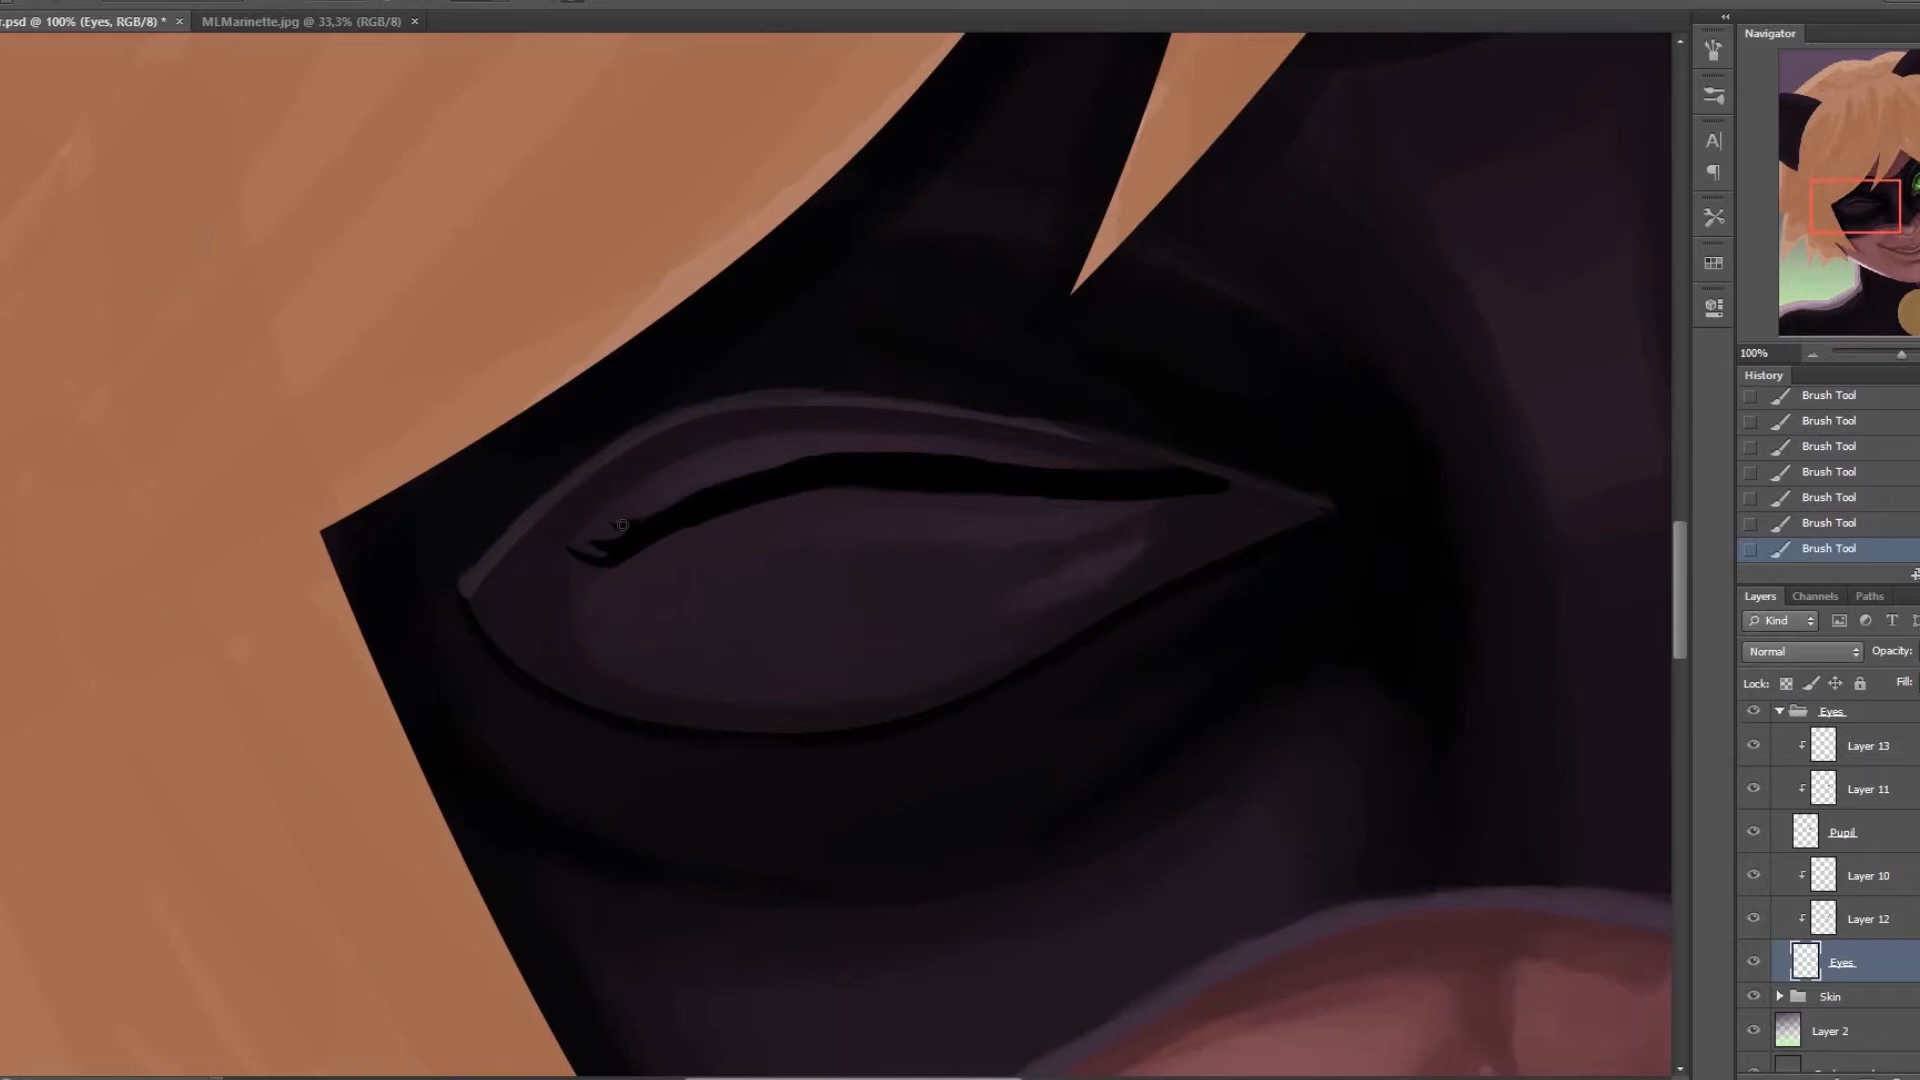 r.psd @ 100% (Eyes, RGB/8) * × MLMarinette.jpg @ 33,3% (RGB/8) ×
Navigator
100%
History
Brush Tool
Brush Tool
Brush Tool
Brush Tool
Brush Tool
Brush Tool
Brush Tool
Layers Channels Paths
Kind
Normal Opacity:
Lock: Fill:
Eyes
Layer 13
Layer 11
Pupil
Layer 10
Layer 12
Eyes
Skin
Layer 2